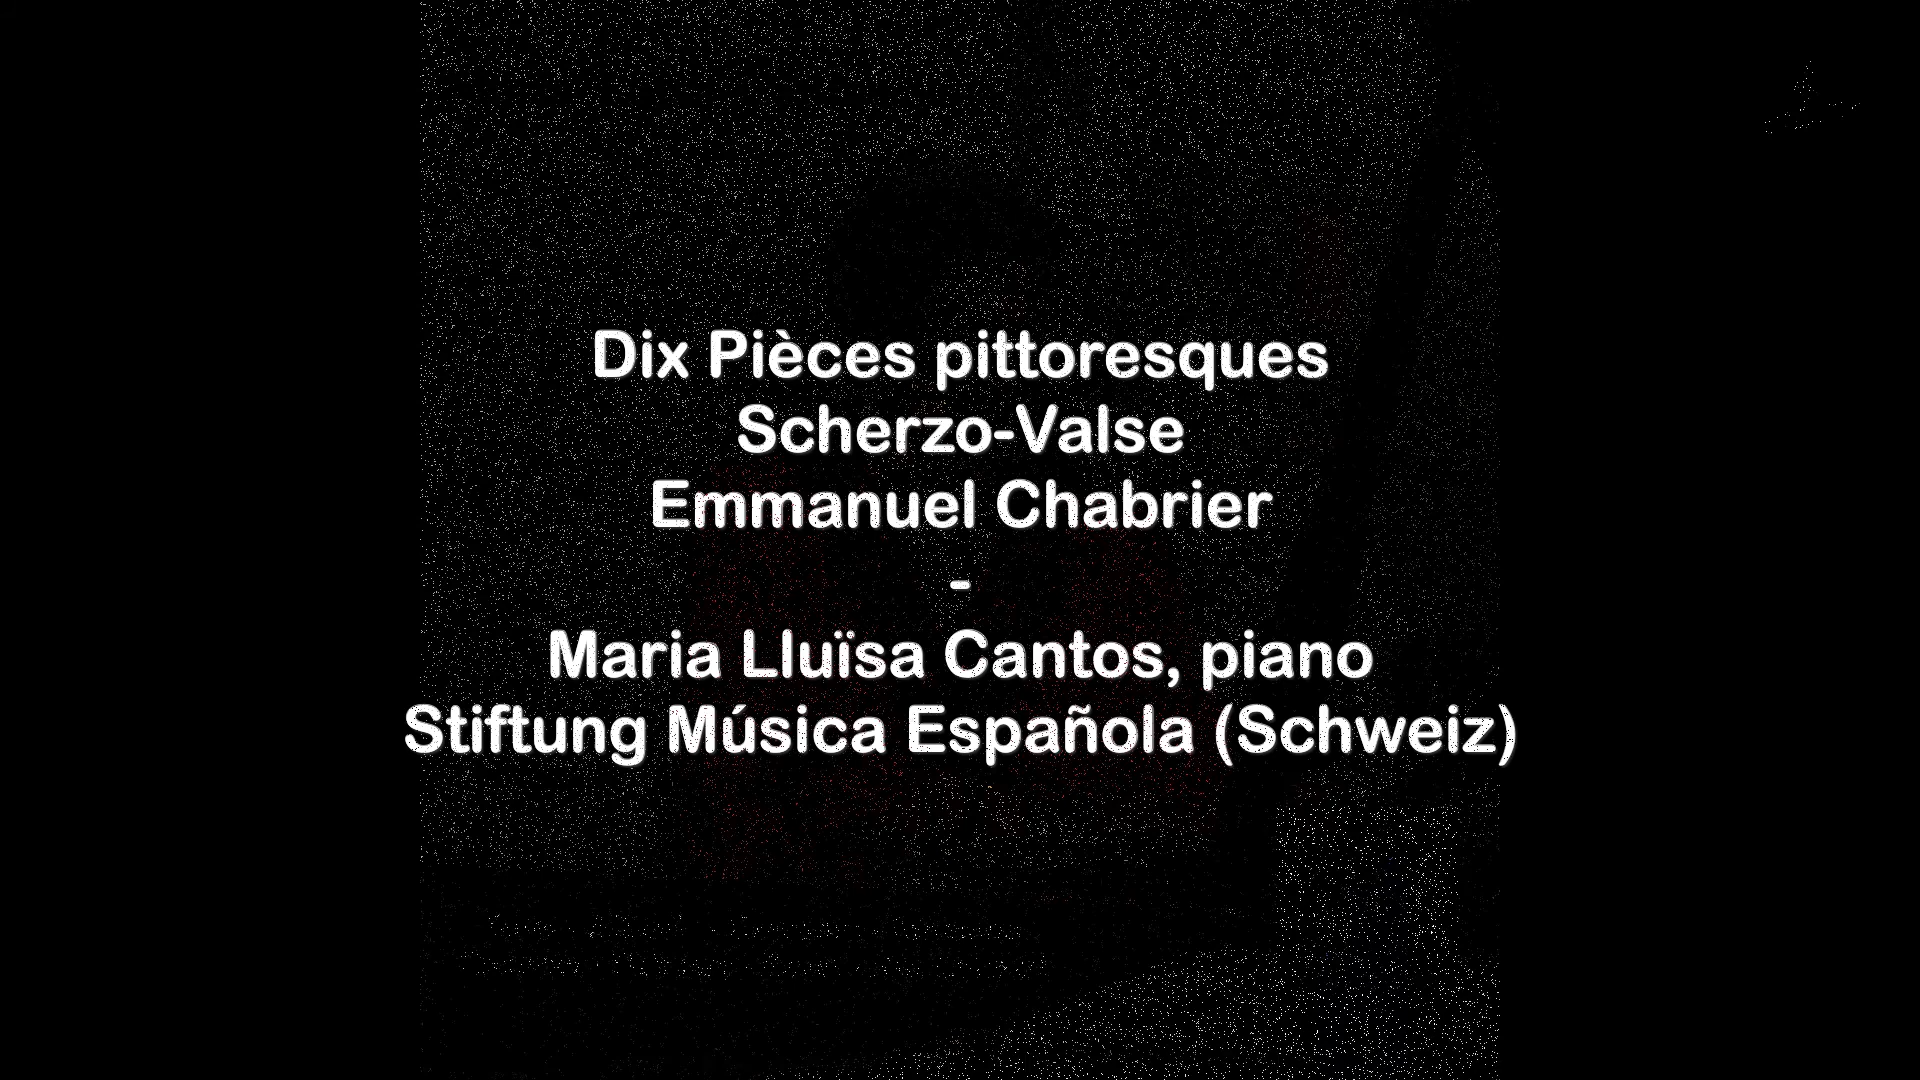 Dix Pièces pittoresques
Scherzo-Valse
Emmanuel Chabrier
-
Maria Lluïsa Cantos, piano
Stiftung Música Española (Schweiz)